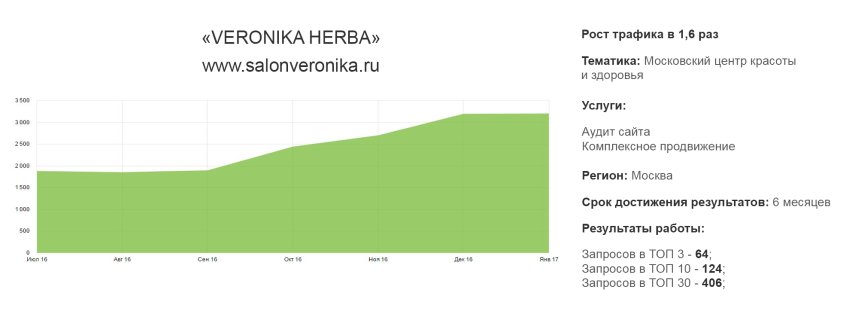 «VERONIKA HERBA»
www.salonveronika.ru
3 500
3 000
2 500
2 000
1 500
1 000
500
0
Июл 16
Авг 16
Сен 16
Окт 16
Ноя 16
Дек 16
Янв 17
Рост трафика в 1,6 раз
Тематика: Московский центр красоты
и здоровья
Услуги:
Аудит сайта
Комплексное продвижение
Регион: Москва
Срок достижения результатов: 6 месяцев
Результаты работы:
Запросов в ТОП 3 - 64;
Запросов в ТОП 10 - 124;
Запросов в ТОП 30 - 406;